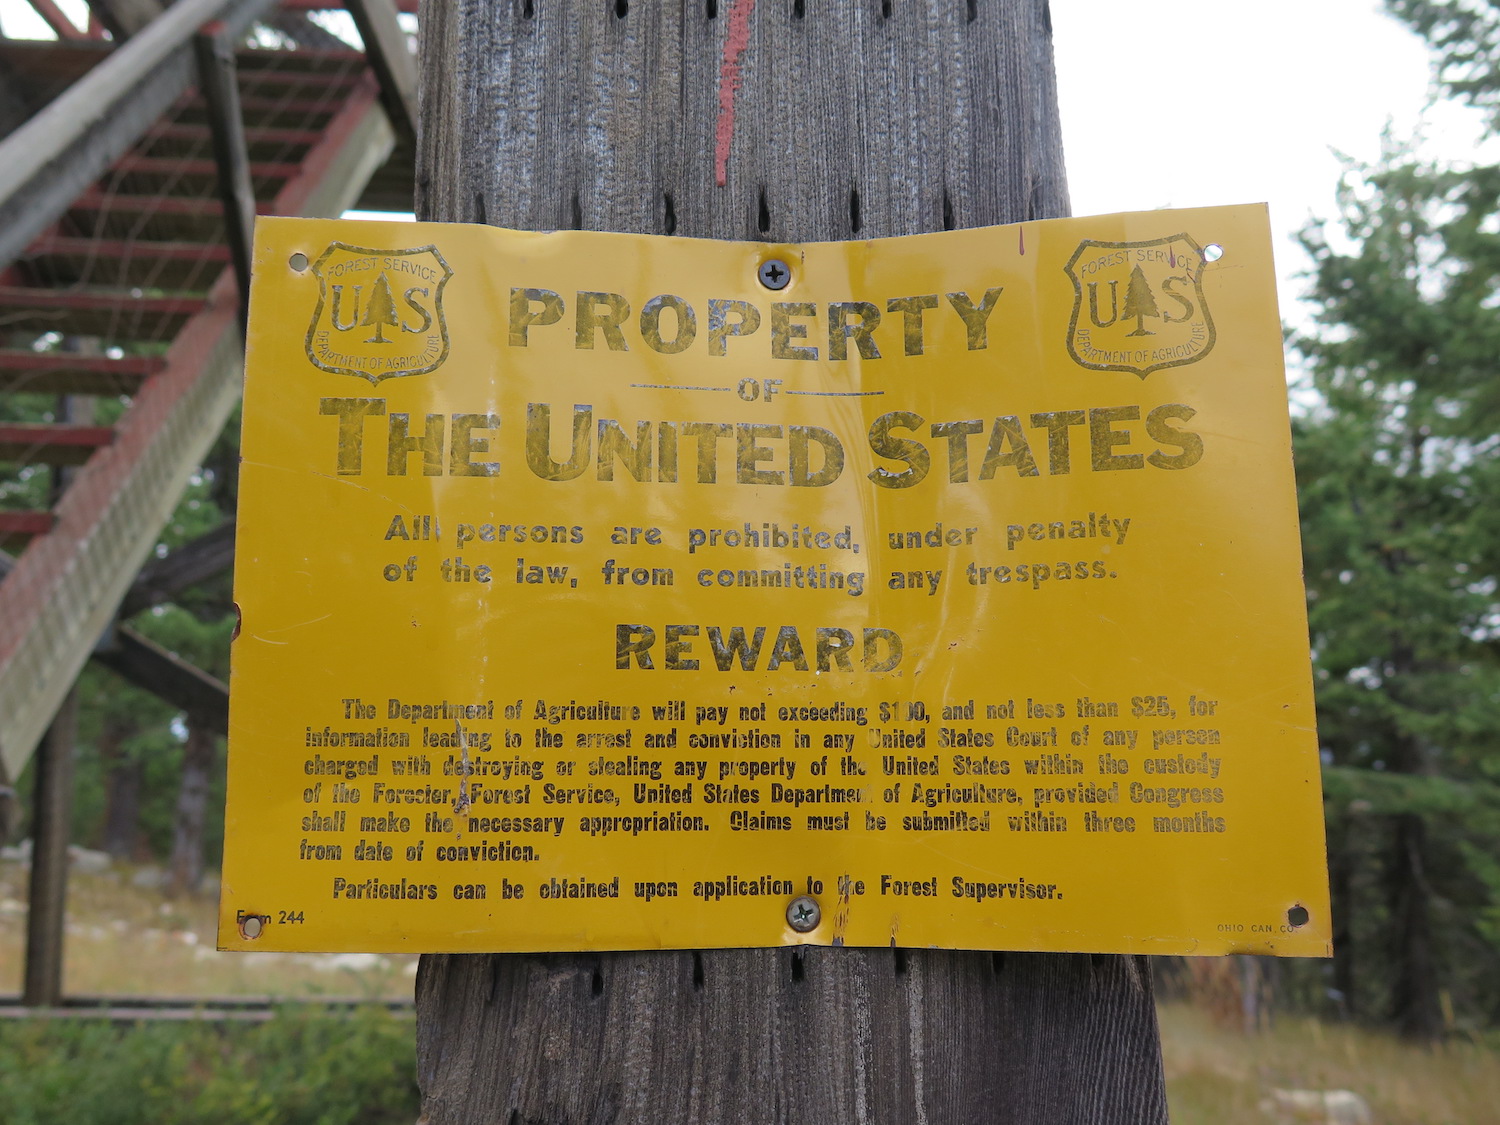 FOREST SERVICE
US
DEPARTMENT OF AGRICULTURE
FOREST SERVICE
US
DEPARTMENT OF AGRICULTURE
PROPERTY
OF
THE UNITED STATES
All persons are prohibited, under penalty
of the law, from committing any trespass.
REWARD
The Department of Agriculture will pay not exceeding $100, and not less than $25, for
information leading to the arrest and conviction in any United States Court of any person
charged with destroying or stealing any property of the United States within the custody
of the Forester, Forest Service, United States Department of Agriculture, provided Congress
shall make the necessary appropriation. Claims must be submitted within three months
from date of conviction.
Particulars can be obtained upon application to the Forest Supervisor.
Form 244
OHIO CAN. CO.